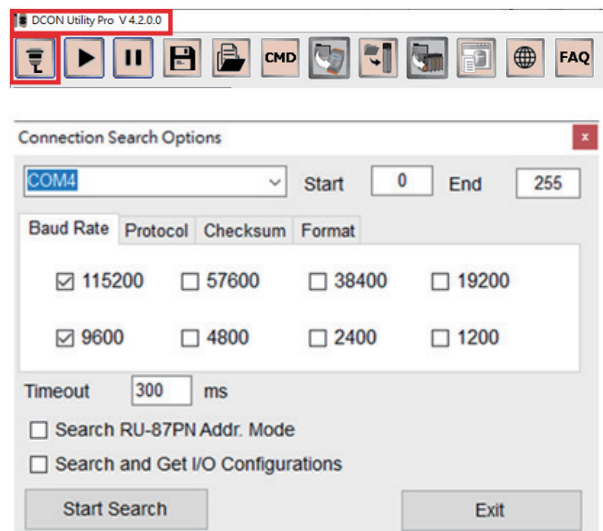 DCON Utility Pro V 4.2.0.0
CMD FAQ
Connection Search Options x
COM4 Start 0 End 255
Baud Rate Protocol Checksum Format
115200 57600 38400 19200
9600 4800 2400 1200
Timeout 300 ms
Search RU-87PN Addr. Mode
Search and Get I/O Configurations
Start Search Exit